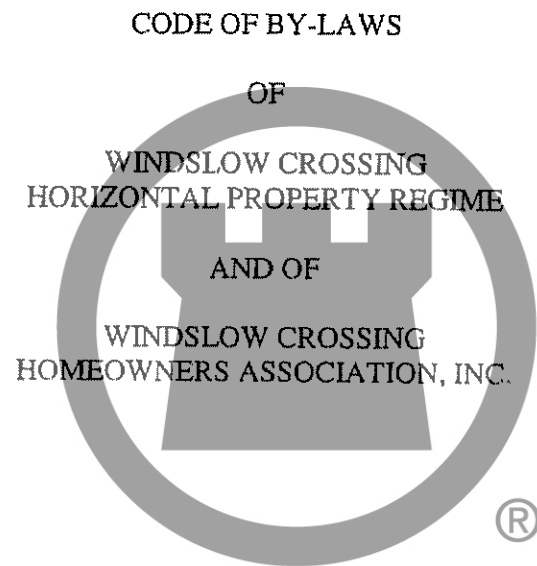 CODE OF BY-LAWS
OF
WINDSLOW CROSSING
HORIZONTAL PROPERTY REGIME
AND OF
WINDSLOW CROSSING
HOMEOWNERS ASSOCIATION, INC.
®